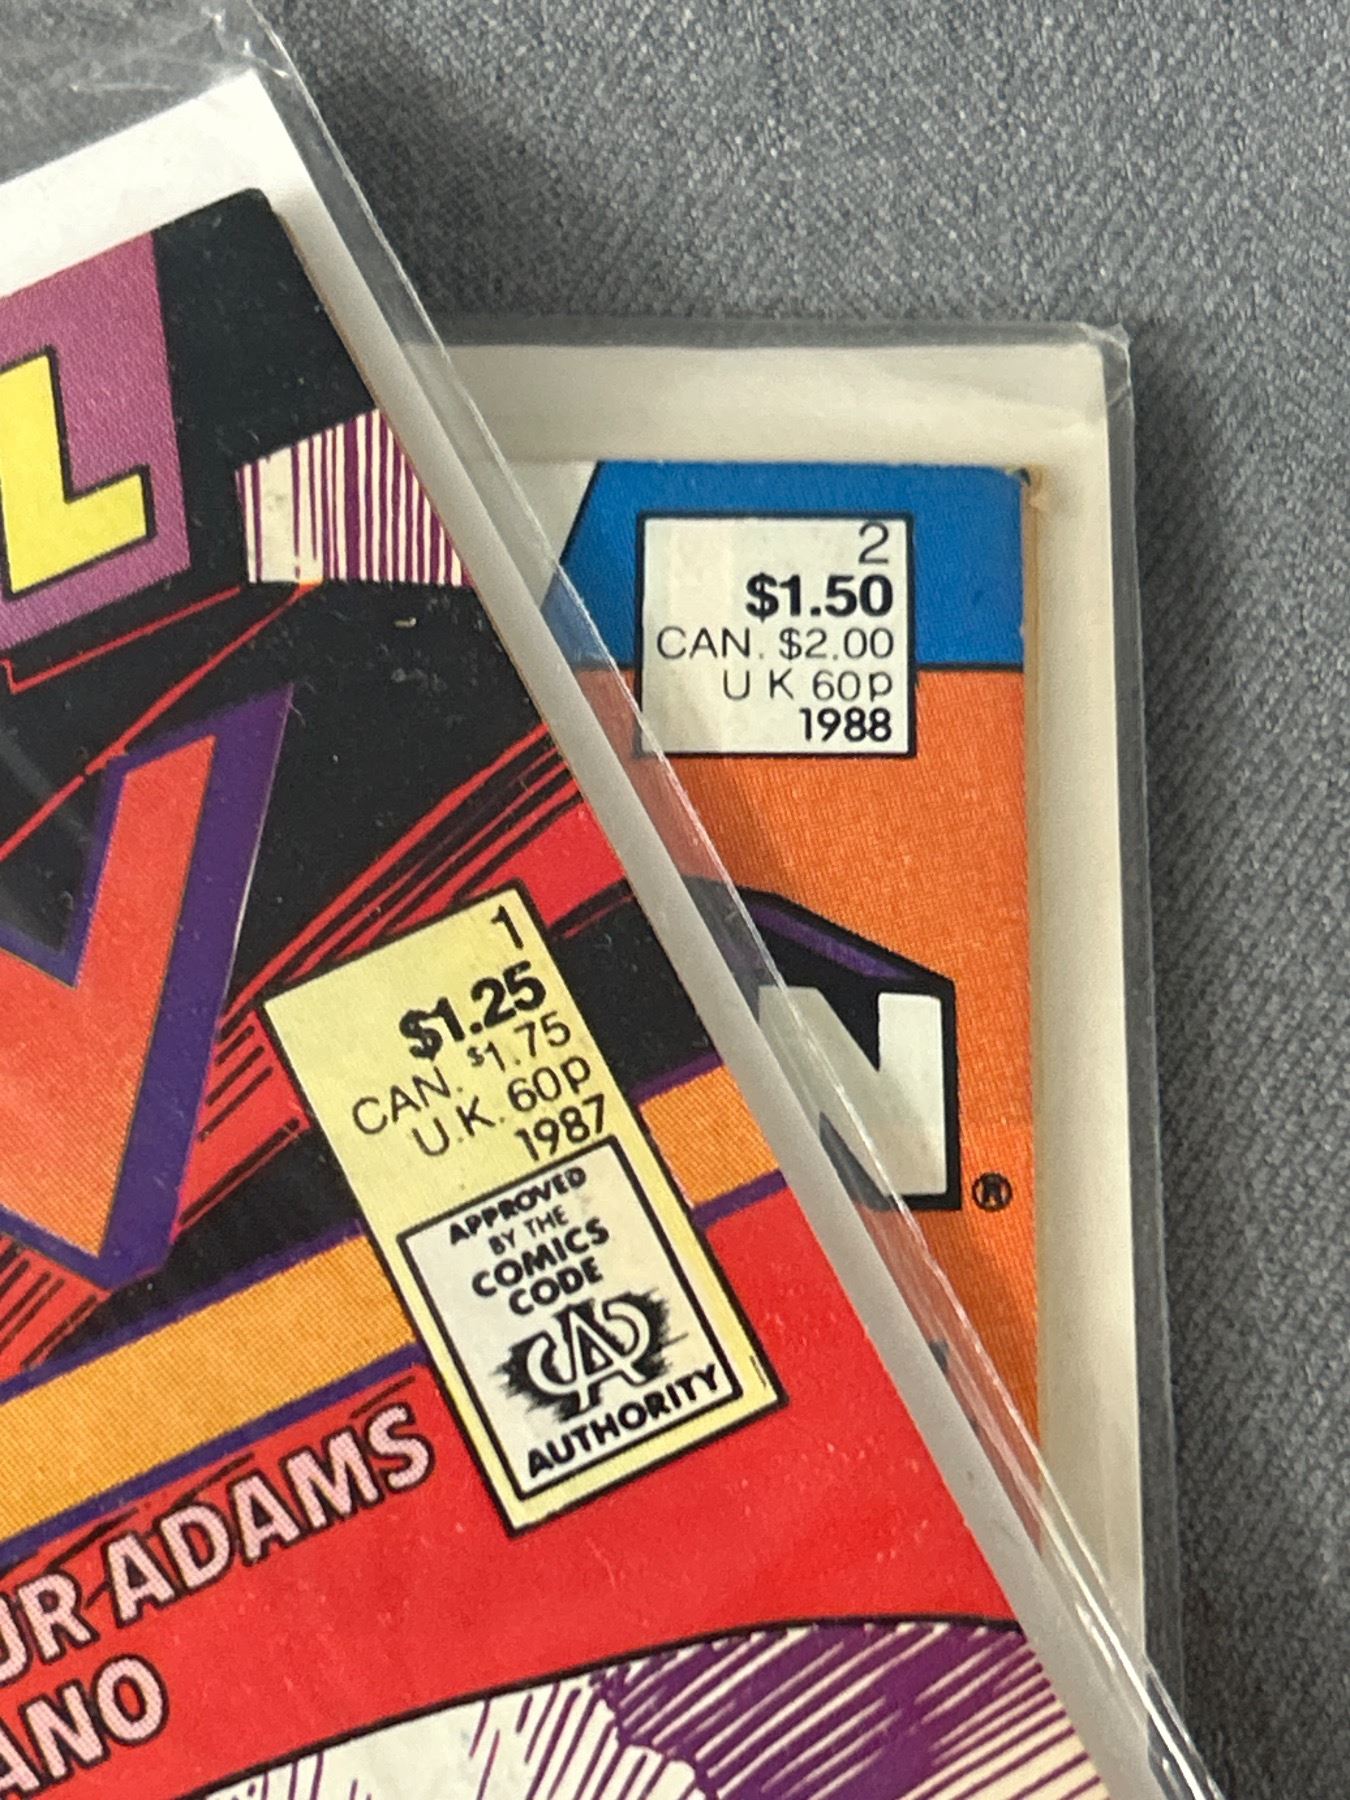 L
V
2
$1.50
CAN. $2.00
U K 60p
1988
N®
1
$1.25
CAN. $1.75
U.K. 60p
1987
APPROVED
BY THE
COMICS
CODE
CA
AUTHORITY
UR ADAMS
ANO